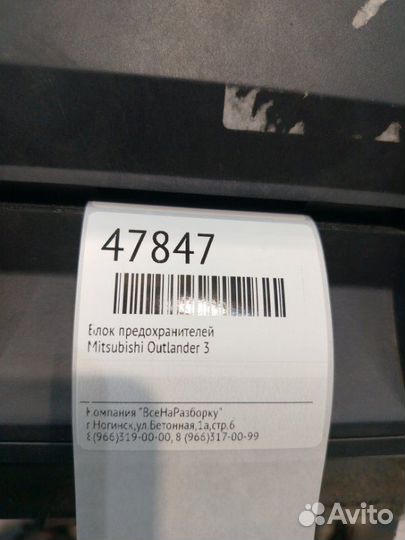 47847
Блок предохранителей
Mitsubishi Outlander 3
Компания "ВсеНаРазборку"
г.Ногинск,ул.Бетонная,1а,стр.6
8(966)319-00-00, 8 (966)317-00-99
Avito